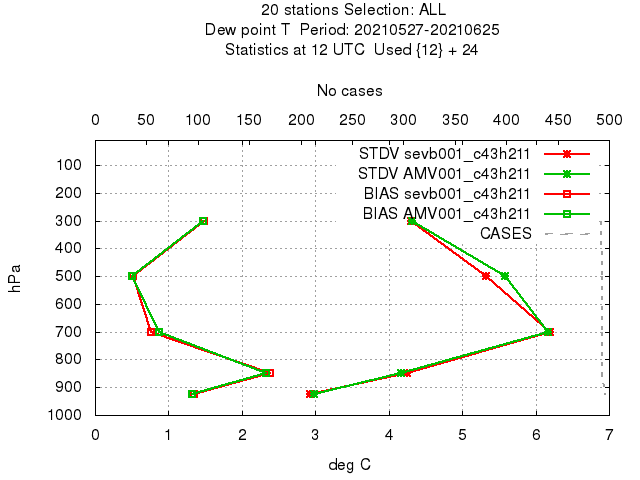 20 stations Selection: ALL
Dew point T  Period: 20210527-20210625
Statistics at 12 UTC  Used {12} + 24
No cases
0 50 100 150 200 250 300 350 400 450 500
STDV sevb001_c43h211
STDV AMV001_c43h211
BIAS sevb001_c43h211
BIAS AMV001_c43h211
CASES
100
200
300
400
500
600
700
800
900
1000
hPa
0 1 2 3 4 5 6 7
deg C